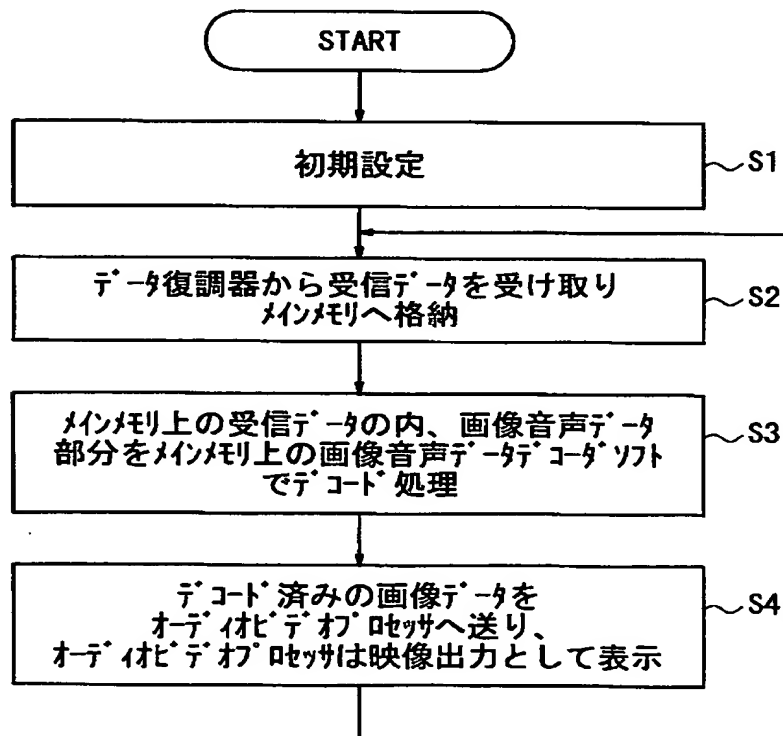 START
初期設定
S1
ﾃﾞｰﾀ復調器から受信ﾃﾞｰﾀを受け取り
ﾒｲﾝﾒﾓﾘへ格納
S2
ﾒｲﾝﾒﾓﾘ上の受信ﾃﾞｰﾀの内、画像音声ﾃﾞｰﾀ
部分をﾒｲﾝﾒﾓﾘ上の画像音声ﾃﾞｰﾀﾃﾞｺｰﾀﾞｿﾌﾄ
でﾃﾞｺｰﾄﾞ処理
S3
ﾃﾞｺｰﾄﾞ済みの画像ﾃﾞｰﾀを
ｵｰﾃﾞｨｵﾋﾞﾃﾞｵﾌﾟﾛｾｯｻへ送り、
ｵｰﾃﾞｨｵﾋﾞﾃﾞｵﾌﾟﾛｾｯｻは映像出力として表示
S4